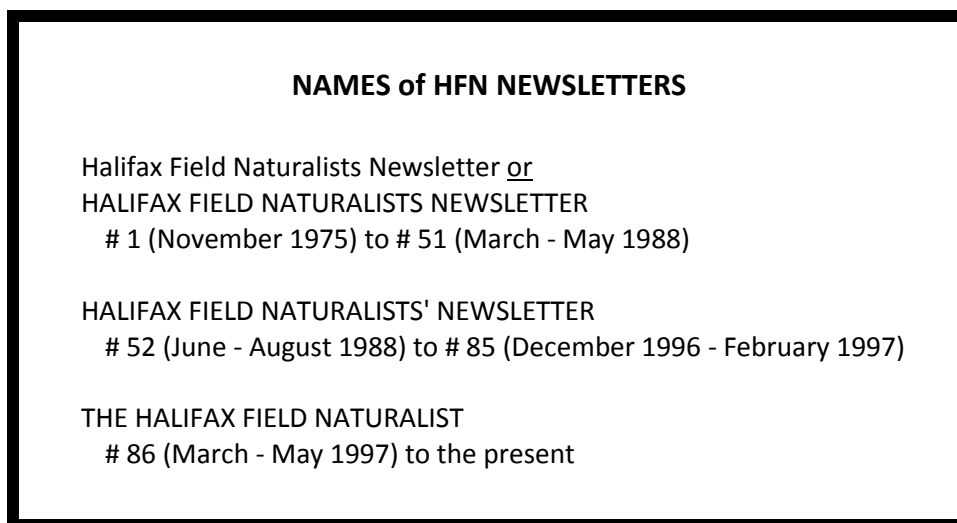 NAMES of HFN NEWSLETTERS
Halifax Field Naturalists Newsletter or
HALIFAX FIELD NATURALISTS NEWSLETTER
# 1 (November 1975) to # 51 (March - May 1988)
HALIFAX FIELD NATURALISTS' NEWSLETTER
# 52 (June - August 1988) to # 85 (December 1996 - February 1997)
THE HALIFAX FIELD NATURALIST
# 86 (March - May 1997) to the present